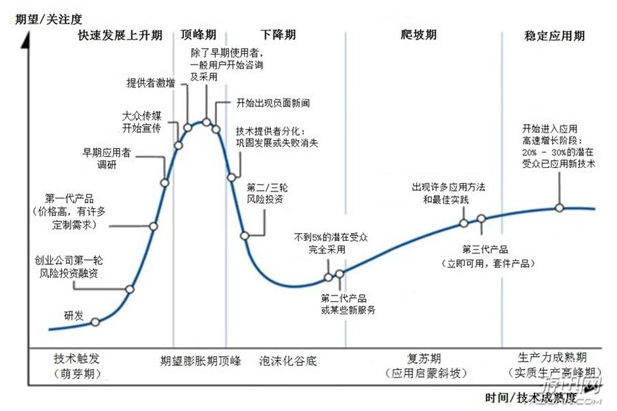 期望/关注度
快速发展上升期
顶峰期
下降期
爬坡期
稳定应用期
除了早期使用者，
一般用户开始咨询
及采用
提供者激增
开始出现负面新闻
大众传媒
开始宣传
技术提供者分化：
巩固发展或失败消失
早期应用者
调研
开始进入应用
高速增长阶段：
20% - 30%的潜在
受众已应用新技术
第一代产品
(价格高，有许多
定制需求)
第二/三轮
风险投资
出现许多应用方法
和最佳实践
不到5%的潜在受众
完全采用
第三代产品
(立即可用，套件产品)
创业公司第一轮
风险投资融资
第二代产品
或某些新服务
研发
技术触发
(萌芽期)
期望膨胀期顶峰
泡沫化谷底
复苏期
(应用启蒙斜坡)
生产力成熟期
(实质生产高峰期)
时间/技术成熟度
游讯网